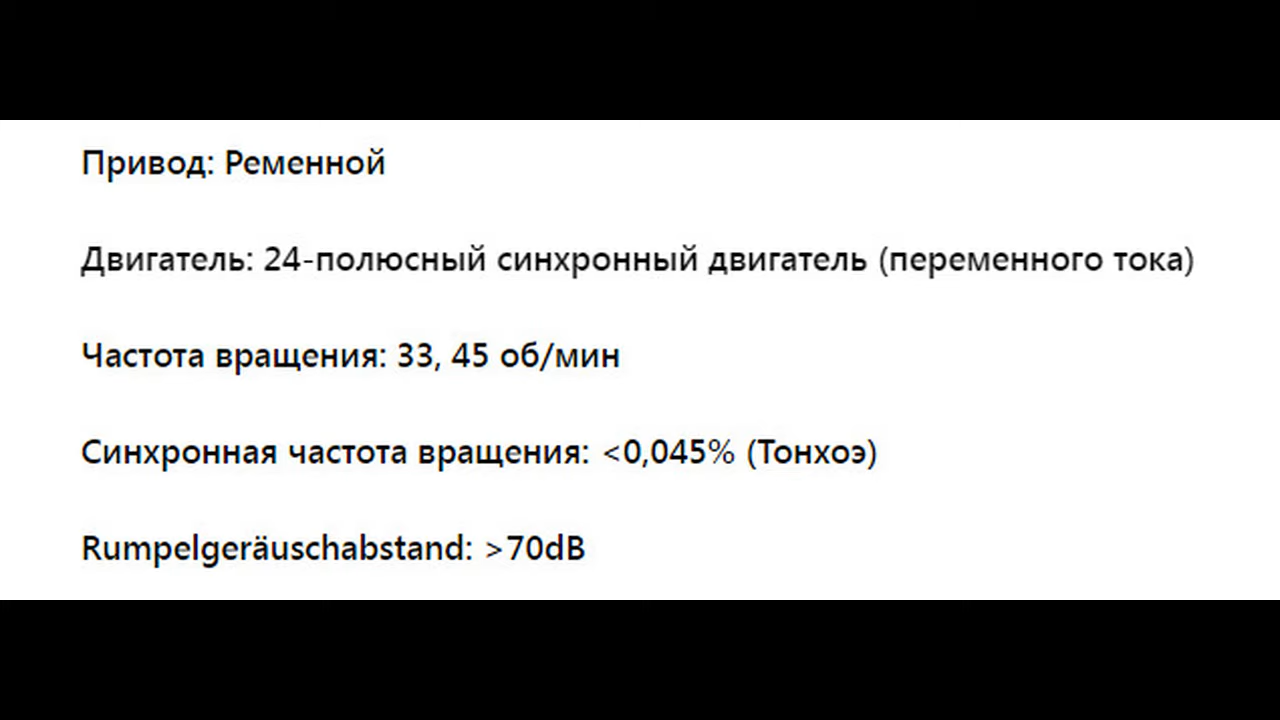 Привод: Ременной
Двигатель: 24-полюсный синхронный двигатель (переменного тока)
Частота вращения: 33, 45 об/мин
Синхронная частота вращения: <0,045% (Тонхоэ)
Rumpelgeräuschabstand: >70dB